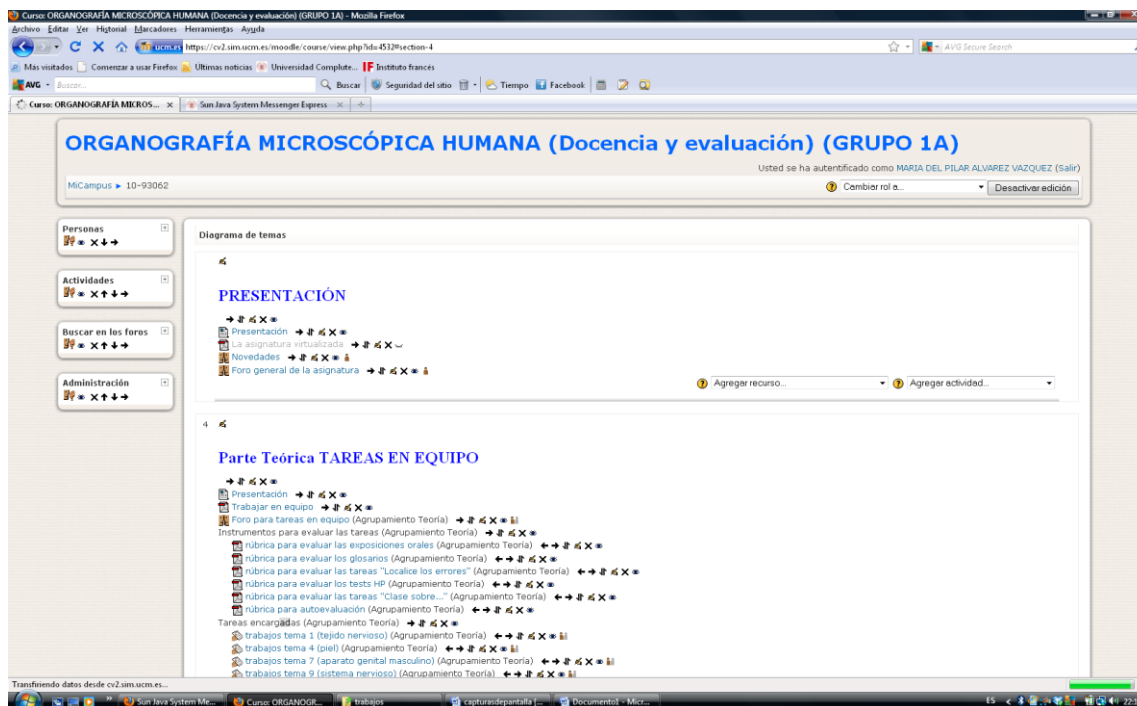 Curso: ORGANOGRAFÍA MICROSCÓPICA HUMANA (Docencia y evaluación) (GRUPO 1A) - Mozilla Firefox
Archivo Editar Ver Historial Marcadores Herramientas Ayuda
ucm.es https://cv2.sim.ucm.es/moodle/course/view.php?id=4532#section-4
AVG Secure Search
Más visitados Comenzar a usar Firefox Últimas noticias Universidad Complute... Instituto francés
AVG Buscar... Buscar Seguridad del sitio Tiempo Facebook
Curso: ORGANOGRAFÍA MICROS... Sun Java System Messenger Express
ORGANOGRAFÍA MICROSCÓPICA HUMANA (Docencia y evaluación) (GRUPO 1A)
Usted se ha autentificado como MARIA DEL PILAR ALVAREZ VAZQUEZ (Salir)
MiCampus ► 10-93062
Cambiar rol a...
Desactivar edición
Personas
Actividades
Buscar en los foros
Administración
Diagrama de temas
PRESENTACIÓN
Presentación
La asignatura virtualizada
Novedades
Foro general de la asignatura
Agregar recurso...
Agregar actividad...
4
Parte Teórica TAREAS EN EQUIPO
Presentación
Trabajar en equipo
Foro para tareas en equipo (Agrupamiento Teoría)
Instrumentos para evaluar las tareas (Agrupamiento Teoría)
rúbrica para evaluar las exposiciones orales (Agrupamiento Teoría)
rúbrica para evaluar los glosarios (Agrupamiento Teoría)
rúbrica para evaluar las tareas "Localice los errores" (Agrupamiento Teoría)
rúbrica para evaluar los tests HP (Agrupamiento Teoría)
rúbrica para evaluar las tareas "Clase sobre..." (Agrupamiento Teoría)
rúbrica para autoevaluación (Agrupamiento Teoría)
Tareas encargadas (Agrupamiento Teoría)
trabajos tema 1 (tejido nervioso) (Agrupamiento Teoría)
trabajos tema 4 (piel) (Agrupamiento Teoría)
trabajos tema 7 (aparato genital masculino) (Agrupamiento Teoría)
trabajos tema 9 (sistema nervioso) (Agrupamiento Teoría)
Transfiriendo datos desde cv2.sim.ucm.es...
Sun Java System Me... Curso: ORGANOGR... trabajos capturasdepantalla [... Documento1 - Micr... ES